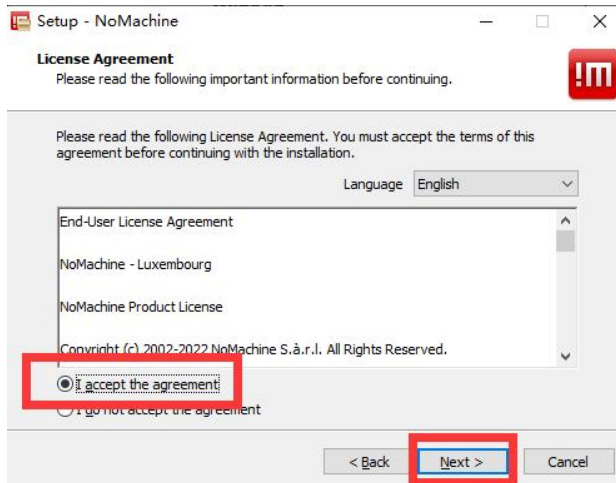 Setup - NoMachine
License Agreement
Please read the following important information before continuing.
!m
Please read the following License Agreement. You must accept the terms of this
agreement before continuing with the installation.
Language English
End-User License Agreement
NoMachine - Luxembourg
NoMachine Product License
Copyright (c) 2002-2022 NoMachine S.à.r.l. All Rights Reserved.
I accept the agreement
I do not accept the agreement
< Back Next > Cancel